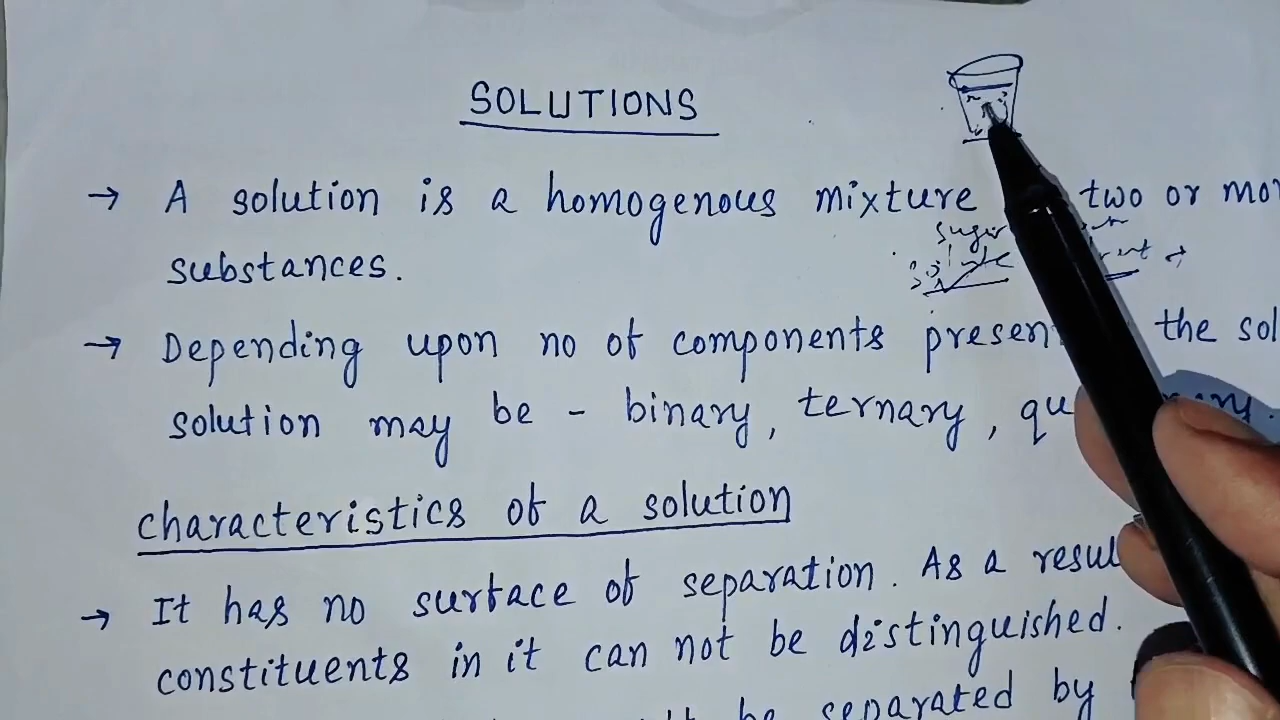 SOLUTIONS
→ A solution is a homogenous mixture two or mor
sugar
substances.
→ Depending upon no of components presen the sol
solution may be - binary, ternary, qu
characteristics of a solution
→ It has no surface of separation. As a resul
constituents in it can not be distinguished.
be separated by